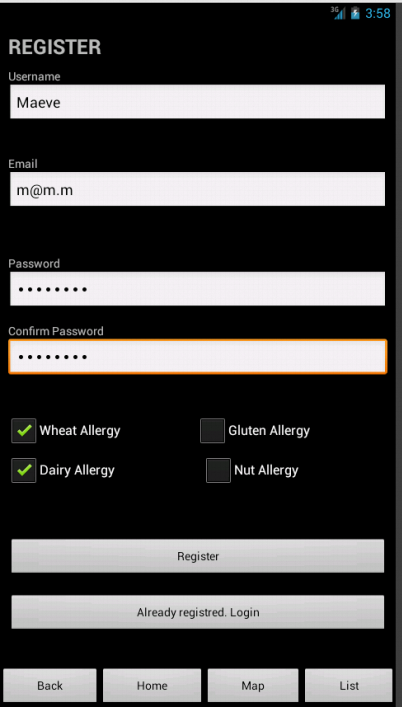 3G 3:58
REGISTER
Username
Maeve
Email
m@m.m
Password
••••••••
Confirm Password
••••••••
Wheat Allergy Gluten Allergy
Dairy Allergy Nut Allergy
Register
Already registred. Login
Back Home Map List